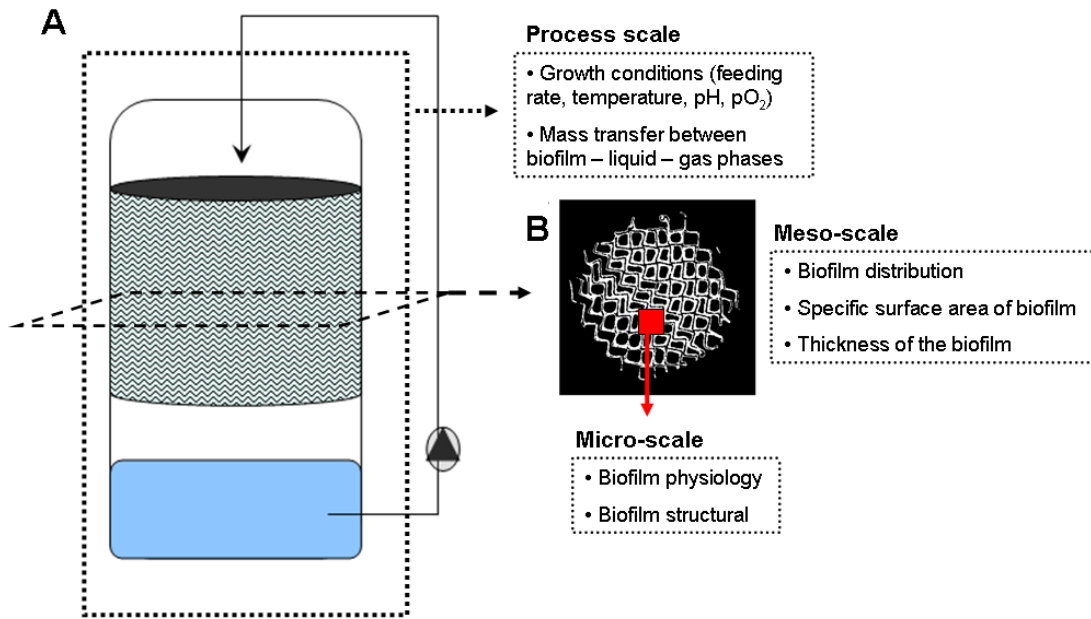 A
Process scale
• Growth conditions (feeding
rate, temperature, pH, pO₂)
• Mass transfer between
biofilm – liquid – gas phases
B
Meso-scale
• Biofilm distribution
• Specific surface area of biofilm
• Thickness of the biofilm
Micro-scale
• Biofilm physiology
• Biofilm structural